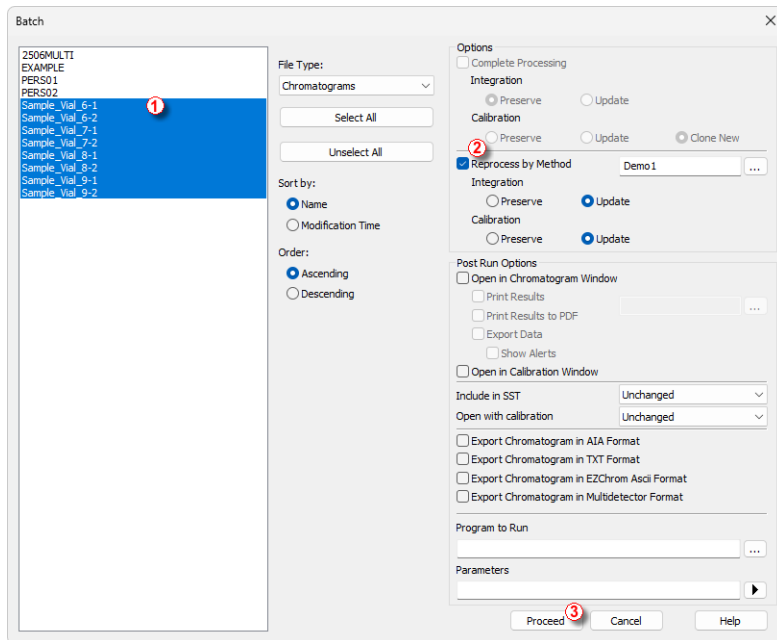 Batch
2506MULTI
EXAMPLE
PERS01
PERS02
Sample_Vial_6-1
Sample_Vial_6-2
Sample_Vial_7-1
Sample_Vial_7-2
Sample_Vial_8-1
Sample_Vial_8-2
Sample_Vial_9-1
Sample_Vial_9-2
1
File Type:
Chromatograms
Select All
Unselect All
Sort by:
Name
Modification Time
Order:
Ascending
Descending
Options
Complete Processing
Integration
Preserve Update
Calibration
Preserve Update Clone New
2
Reprocess by Method Demo1 ...
Integration
Preserve Update
Calibration
Preserve Update
Post Run Options
Open in Chromatogram Window
Print Results ...
Print Results to PDF
Export Data
Show Alerts
Open in Calibration Window
Include in SST Unchanged
Open with calibration Unchanged
Export Chromatogram in AIA Format
Export Chromatogram in TXT Format
Export Chromatogram in EZChrom Ascii Format
Export Chromatogram in Multidetector Format
Program to Run
...
Parameters
3
Proceed Cancel Help